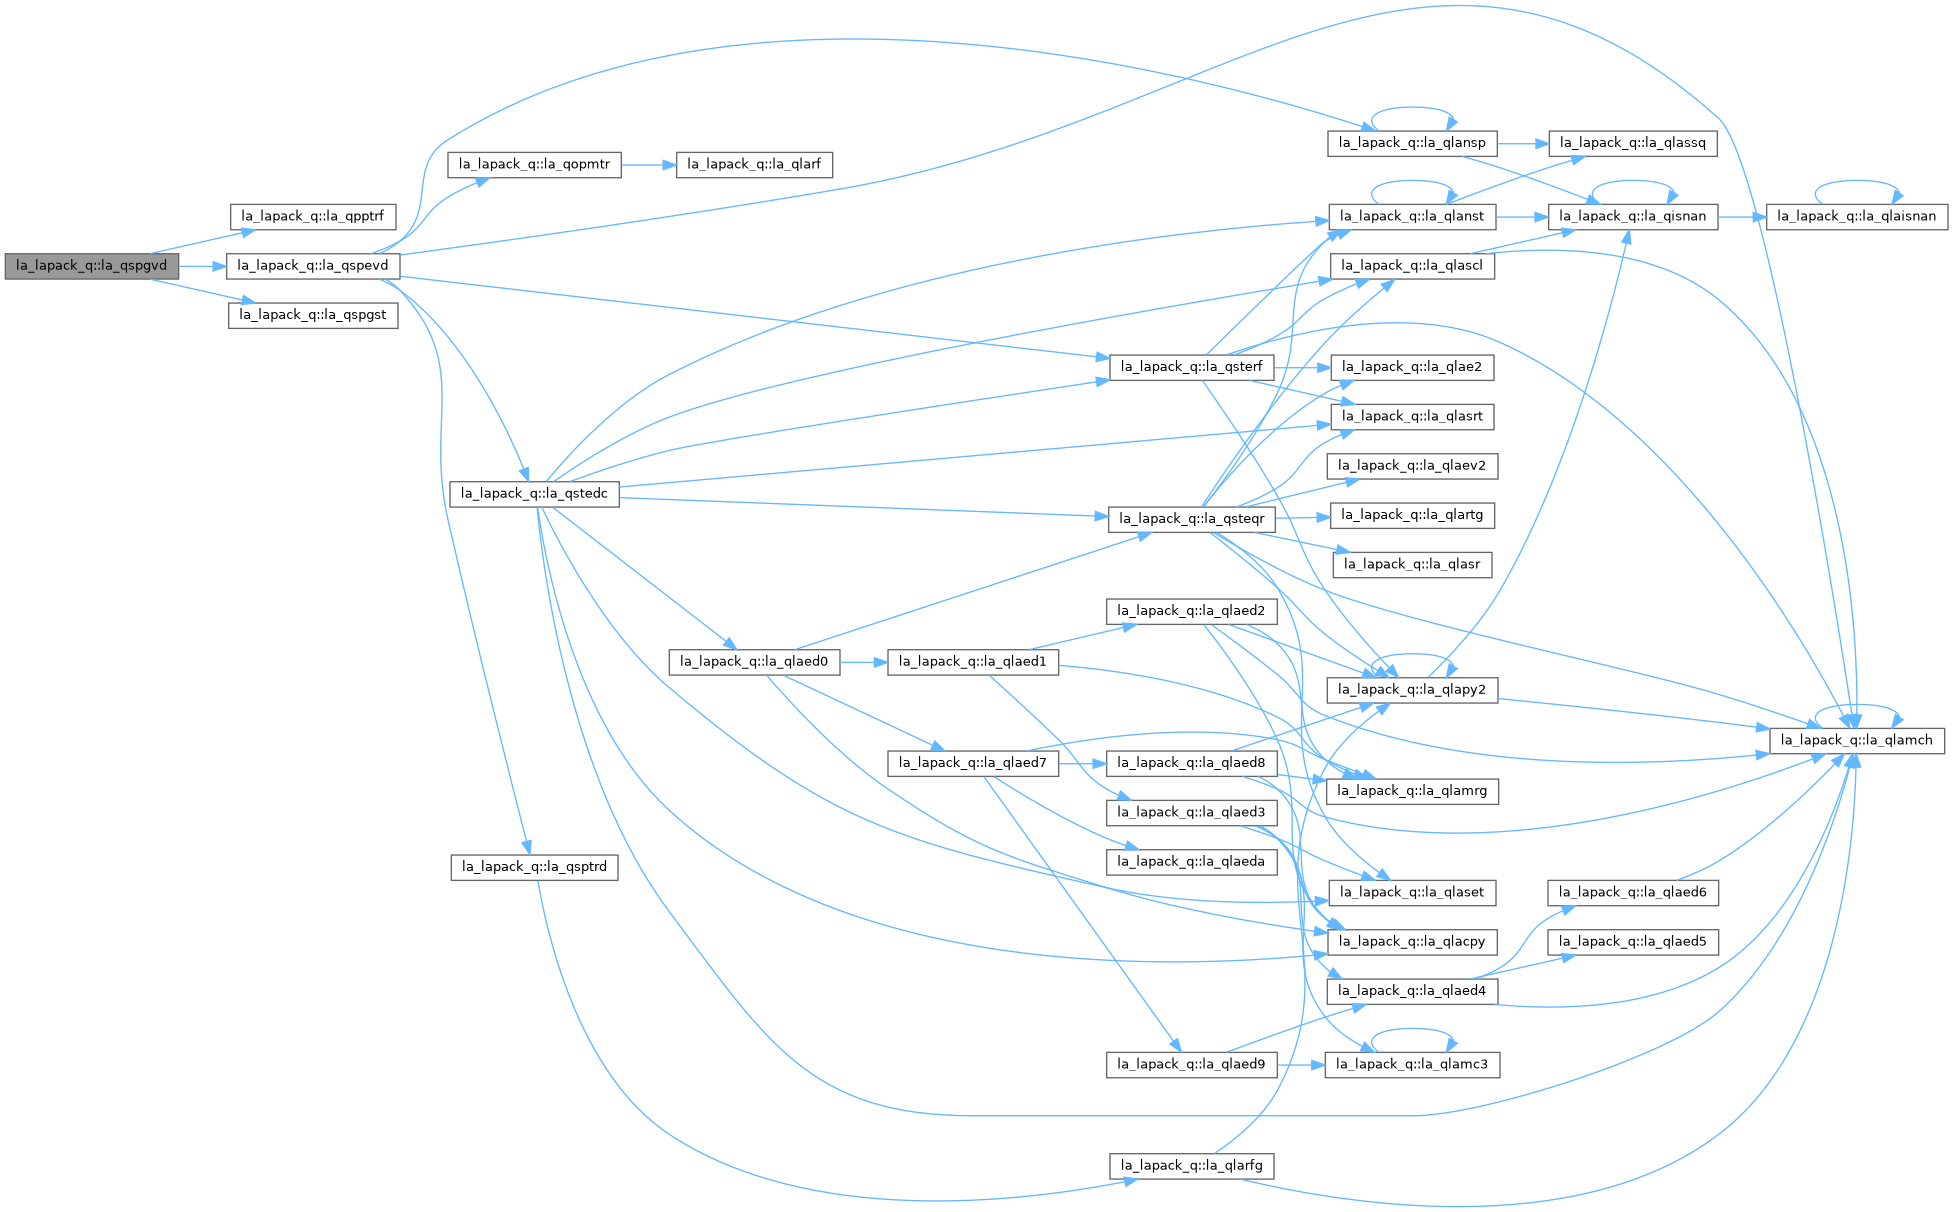 la_lapack_q::la_qspgvd
la_lapack_q::la_qpptrf
la_lapack_q::la_qspevd
la_lapack_q::la_qspgst
la_lapack_q::la_qopmtr
la_lapack_q::la_qstedc
la_lapack_q::la_qsptrd
la_lapack_q::la_qlarf
la_lapack_q::la_qlaed0
la_lapack_q::la_qlaed1
la_lapack_q::la_qlaed7
la_lapack_q::la_qsterf
la_lapack_q::la_qsteqr
la_lapack_q::la_qlaed2
la_lapack_q::la_qlaed8
la_lapack_q::la_qlaed3
la_lapack_q::la_qlaeda
la_lapack_q::la_qlaed9
la_lapack_q::la_qlarfg
la_lapack_q::la_qlansp
la_lapack_q::la_qlanst
la_lapack_q::la_qlascl
la_lapack_q::la_qlae2
la_lapack_q::la_qlasrt
la_lapack_q::la_qlaev2
la_lapack_q::la_qlartg
la_lapack_q::la_qlasr
la_lapack_q::la_qlapy2
la_lapack_q::la_qlamrg
la_lapack_q::la_qlaset
la_lapack_q::la_qlacpy
la_lapack_q::la_qlaed4
la_lapack_q::la_qlamc3
la_lapack_q::la_qlassq
la_lapack_q::la_qisnan
la_lapack_q::la_qlaed6
la_lapack_q::la_qlaed5
la_lapack_q::la_qlaisnan
la_lapack_q::la_qlamch